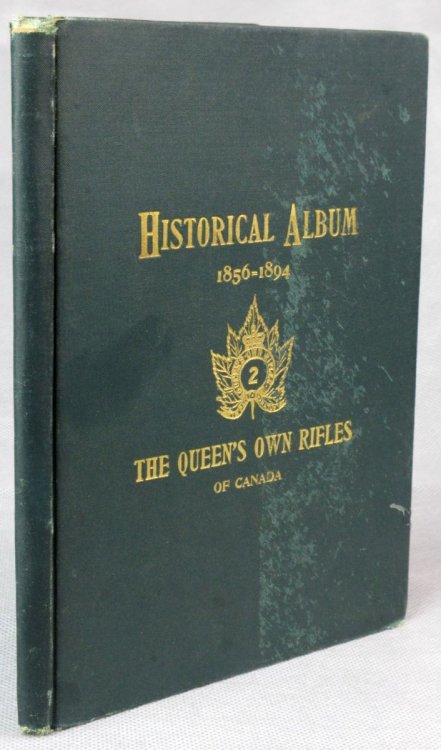 HISTORICAL ALBUM
1856=1894
2
THE QUEEN'S OWN RIFLES
OF CANADA